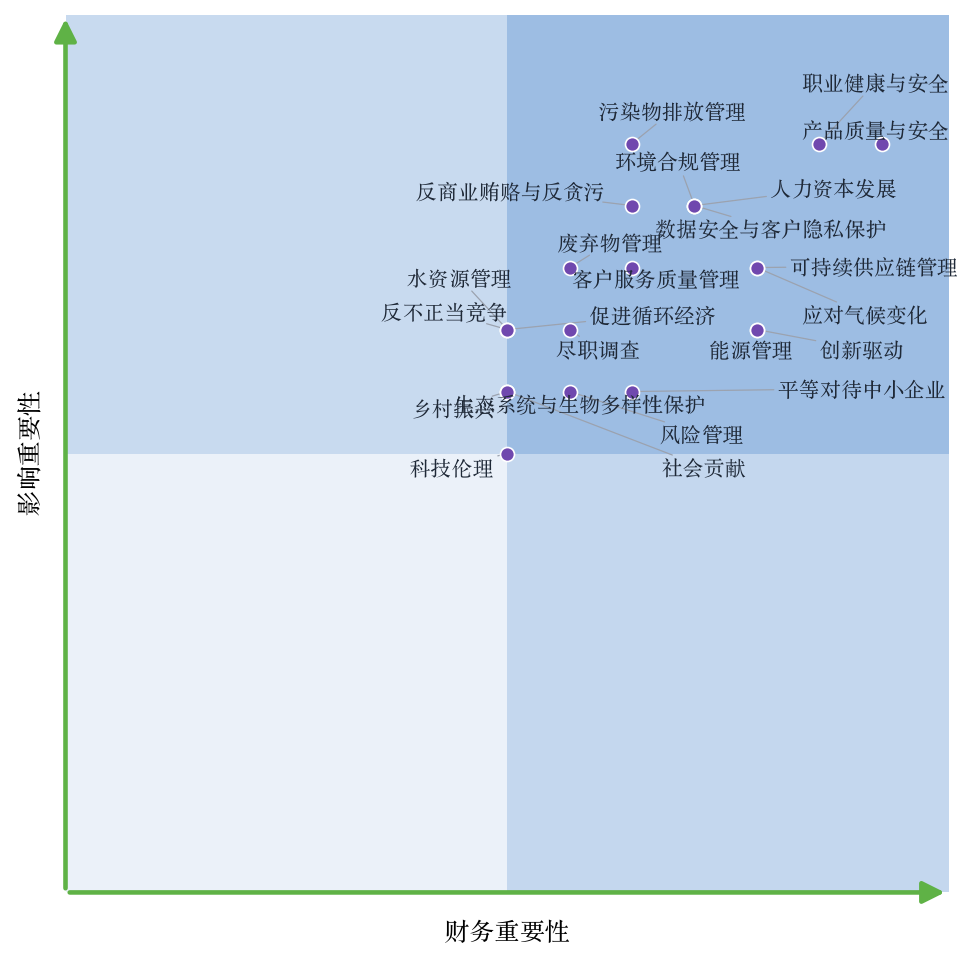 职业健康与安全
污染物排放管理
产品质量与安全
环境合规管理
人力资本发展
反商业贿赂与反贪污
数据安全与客户隐私保护
废弃物管理
可持续供应链管理
水资源管理
客户服务质量管理
反不正当竞争
促进循环经济
应对气候变化
尽职调查
能源管理
创新驱动
平等对待中小企业
生态系统与生物多样性保护
乡村振兴
风险管理
科技伦理
社会贡献
影响重要性
财务重要性